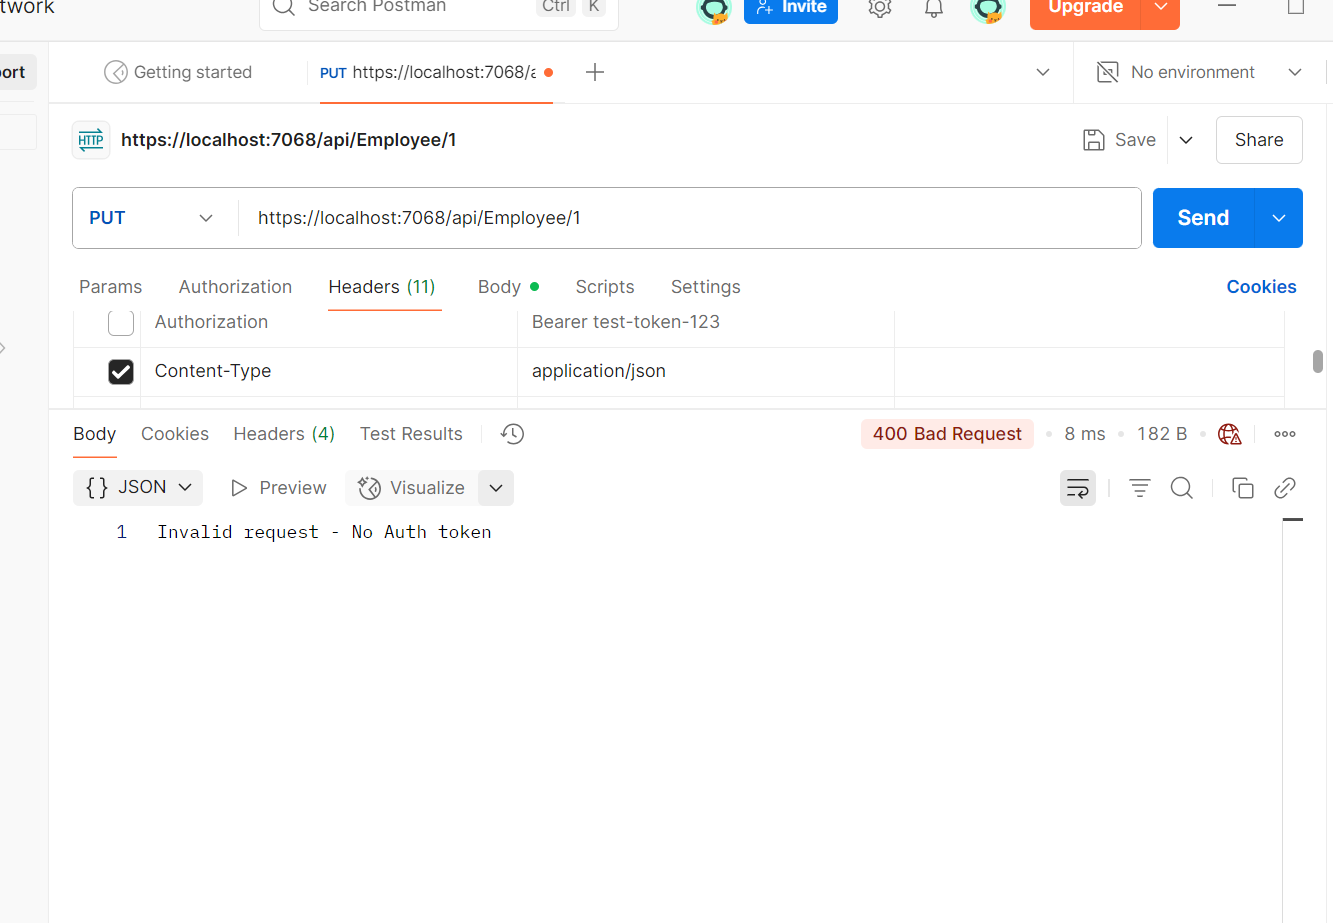 twork
Search Postman Ctrl K
Invite
Upgrade
ort
Getting started
PUT https://localhost:7068/a
No environment
HTTP https://localhost:7068/api/Employee/1
Save
Share
PUT https://localhost:7068/api/Employee/1
Send
Params Authorization Headers (11) Body Scripts Settings Cookies
Authorization Bearer test-token-123
Content-Type application/json
Body Cookies Headers (4) Test Results
400 Bad Request 8 ms 182 B
{} JSON Preview Visualize
1 Invalid request - No Auth token